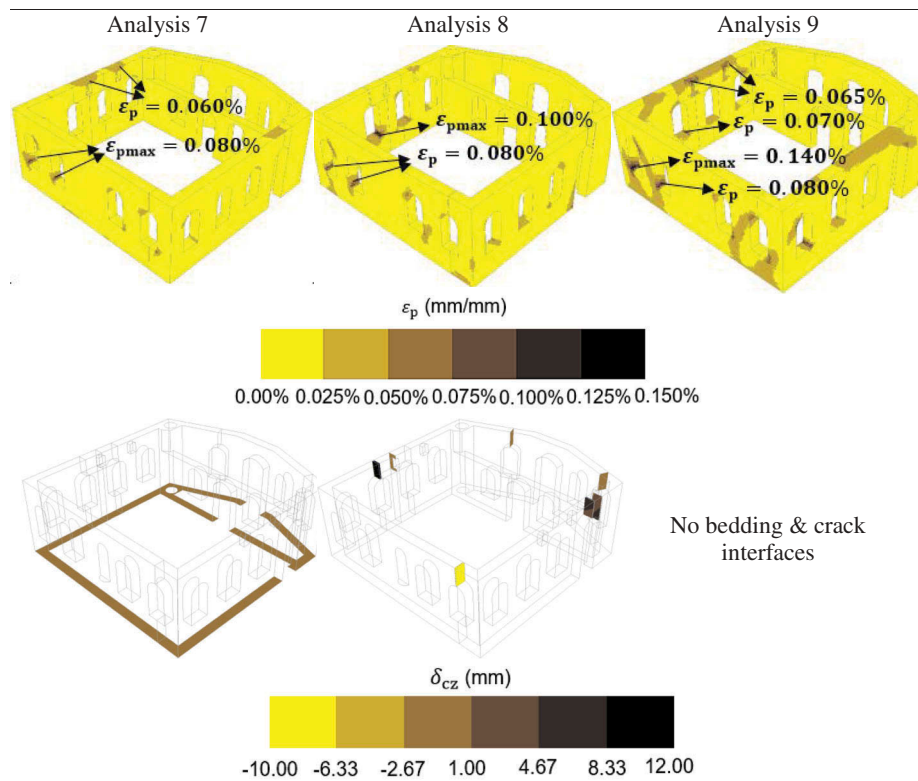 Analysis 7 Analysis 8 Analysis 9
εₚ = 0.060%
εₚₘₐₓ = 0.080%
εₚₘₐₓ = 0.100%
εₚ = 0.080%
εₚ = 0.065%
εₚ = 0.070%
εₚₘₐₓ = 0.140%
εₚ = 0.080%
εₚ (mm/mm)
0.00% 0.025% 0.050% 0.075% 0.100% 0.125% 0.150%
No bedding & crack
interfaces
δcz (mm)
-10.00 -6.33 -2.67 1.00 4.67 8.33 12.00